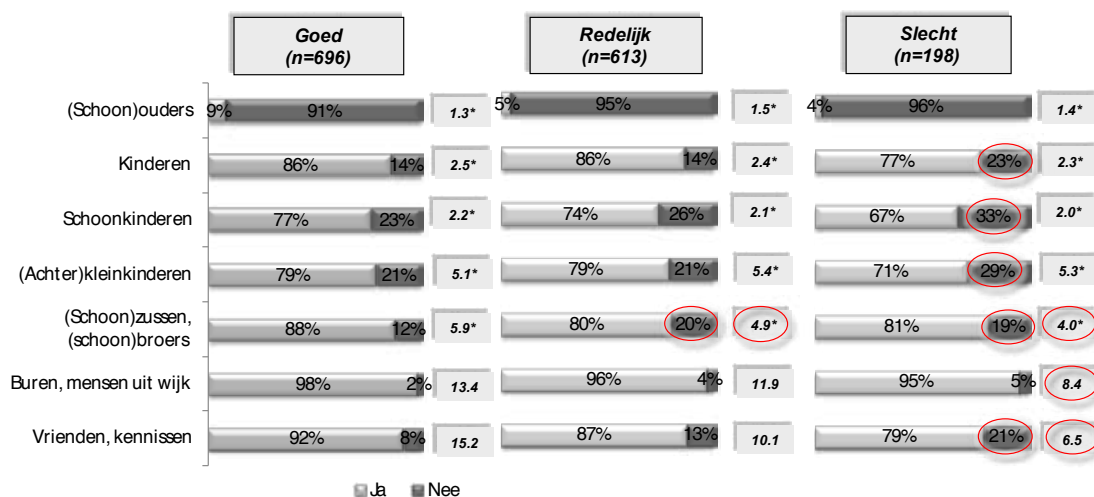 Goed
(n=696)
Redelijk
(n=613)
Slecht
(n=198)
(Schoon)ouders
9% 91% 1.3* 5% 95% 1.5* 4% 96% 1.4*
Kinderen
86% 14% 2.5* 86% 14% 2.4* 77% 23% 2.3*
Schoonkinderen
77% 23% 2.2* 74% 26% 2.1* 67% 33% 2.0*
(Achter)kleinkinderen
79% 21% 5.1* 79% 21% 5.4* 71% 29% 5.3*
(Schoon)zussen,
(schoon)broers
88% 12% 5.9* 80% 20% 4.9* 81% 19% 4.0*
Buren, mensen uit wijk
98% 2% 13.4 96% 4% 11.9 95% 5% 8.4
Vrienden, kennissen
92% 8% 15.2 87% 13% 10.1 79% 21% 6.5
Ja Nee